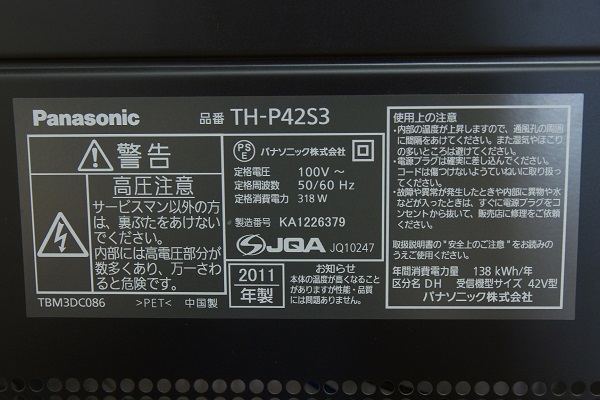 Panasonic
品番 TH-P42S3
警告
高圧注意
サービスマン以外の方
は、裏ぶたをあけない
でください。
内部には高電圧部分が
数多くあり、万一さわ
ると危険です。
TBM3DC086 >PET< 中国製
PS
E
パナソニック株式会社
定格電圧 100V ~
定格周波数 50/60 Hz
定格消費電力 318 W
製造番号 KA1226379
JQA JQ10247
2011
年製
お知らせ
本体の温度が高くなること
がありますが性能・品質
には問題ありません。
使用上の注意
・内部の温度が上昇しますので、通風孔の周囲
に間隔をあけてください。また湿気やほこり
の多いところは避けてください。
・電源プラグは確実に差し込んでください。
コードは傷つけないようていねいに取り扱っ
てください。
・故障や異常が発生したときや内部に異物や水
などが入ったときは、すぐに電源プラグをコ
ンセントから抜いて、販売店に修理をご依頼
ください。
取扱説明書の"安全上のご注意"をお読みの
うえご使用ください。
年間消費電力量 138 kWh/年
区分名 DH 受信機型サイズ 42V型
パナソニック株式会社